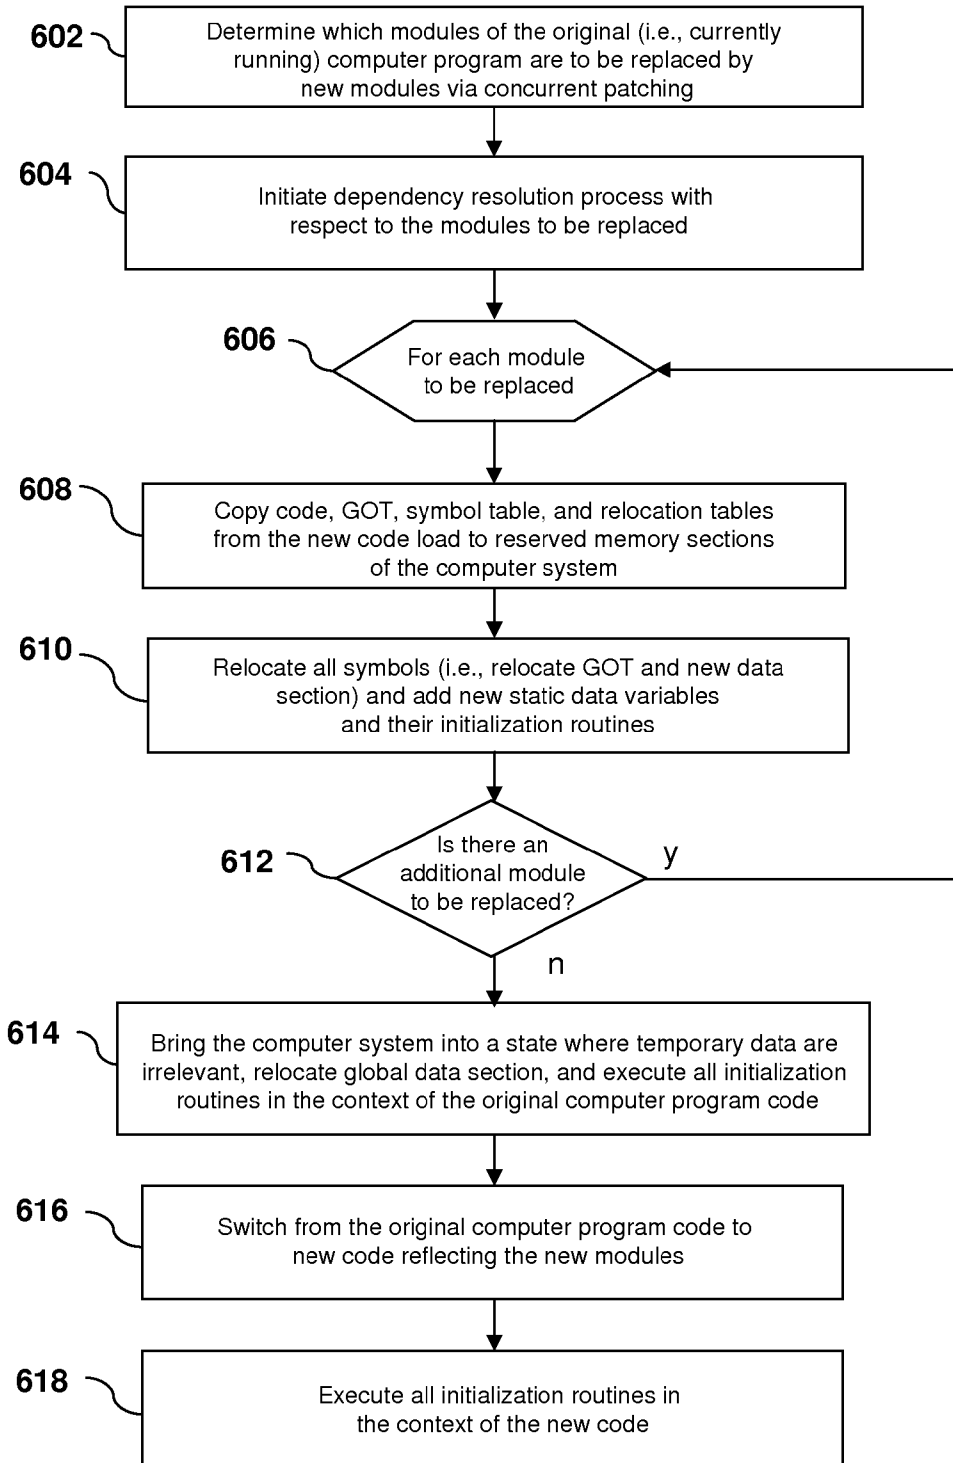 602
Determine which modules of the original (i.e., currently
running) computer program are to be replaced by
new modules via concurrent patching
604
Initiate dependency resolution process with
respect to the modules to be replaced
606
For each module
to be replaced
608
Copy code, GOT, symbol table, and relocation tables
from the new code load to reserved memory sections
of the computer system
610
Relocate all symbols (i.e., relocate GOT and new data
section) and add new static data variables
and their initialization routines
612
Is there an
additional module
to be replaced?
y
n
614
Bring the computer system into a state where temporary data are
irrelevant, relocate global data section, and execute all initialization
routines in the context of the original computer program code
616
Switch from the original computer program code to
new code reflecting the new modules
618
Execute all initialization routines in
the context of the new code